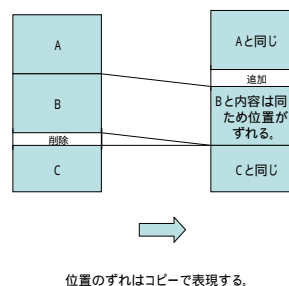 A
B
削除
C
Aと同じ
追加
Bと内容は同
ため位置が
ずれる。
Cと同じ
位置のずれはコピーで表現する。